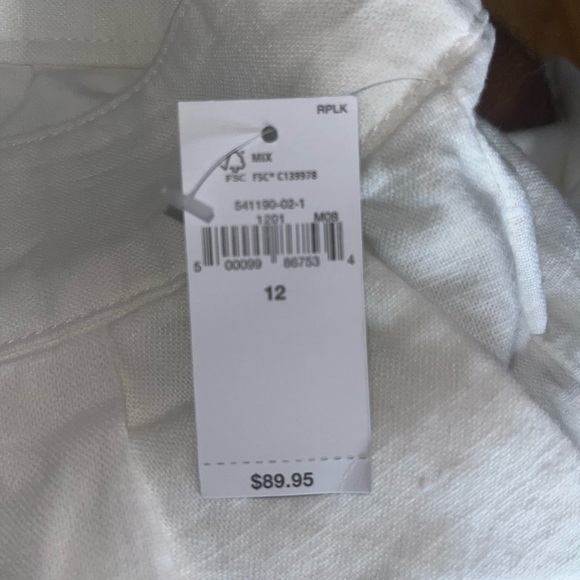 RPLK
MIX
FSC FSC® C139978
541190-02-1
1201 M08
5 00099 86753 4
12
$89.95